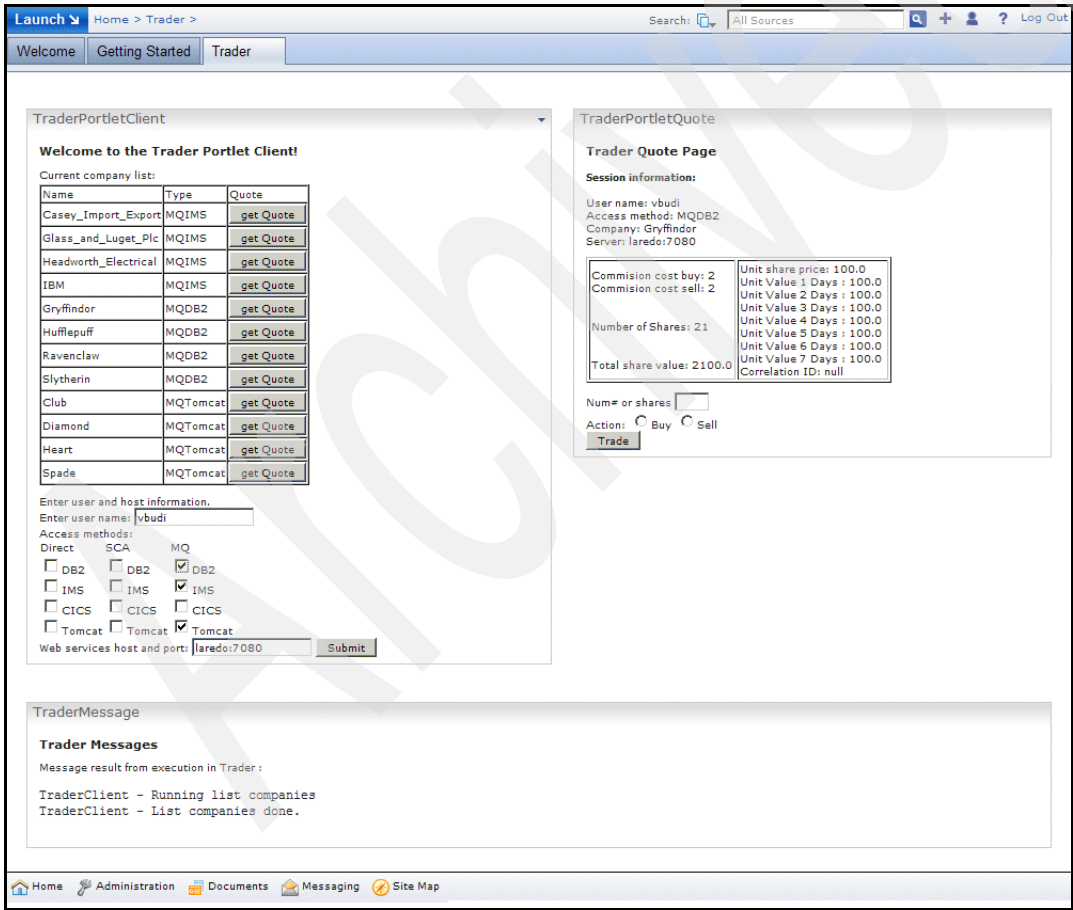 Launch Home > Trader > Search: All Sources ? Log Out
Welcome Getting Started Trader
TraderPortletClient
Welcome to the Trader Portlet Client!
Current company list:
Name Type Quote
Casey_Import_Export MQIMS get Quote
Glass_and_Luget_Plc MQIMS get Quote
Headworth_Electrical MQIMS get Quote
IBM MQIMS get Quote
Gryffindor MQDB2 get Quote
Hufflepuff MQDB2 get Quote
Ravenclaw MQDB2 get Quote
Slytherin MQDB2 get Quote
Club MQTomcat get Quote
Diamond MQTomcat get Quote
Heart MQTomcat get Quote
Spade MQTomcat get Quote
Enter user and host information.
Enter user name: vbudi
Access methods:
Direct SCA MQ
DB2 DB2 DB2
IMS IMS IMS
CICS CICS CICS
Tomcat Tomcat Tomcat
Web services host and port: laredo:7080 Submit
TraderPortletQuote
Trader Quote Page
Session information:
User name: vbudi
Access method: MQDB2
Company: Gryffindor
Server: laredo:7080
Commision cost buy: 2
Commision cost sell: 2
Number of Shares: 21
Total share value: 2100.0
Unit share price: 100.0
Unit Value 1 Days : 100.0
Unit Value 2 Days : 100.0
Unit Value 3 Days : 100.0
Unit Value 4 Days : 100.0
Unit Value 5 Days : 100.0
Unit Value 6 Days : 100.0
Unit Value 7 Days : 100.0
Correlation ID: null
Num# or shares
Action: Buy Sell
Trade
TraderMessage
Trader Messages
Message result from execution in Trader :
TraderClient - Running list companies
TraderClient - List companies done.
Home Administration Documents Messaging Site Map